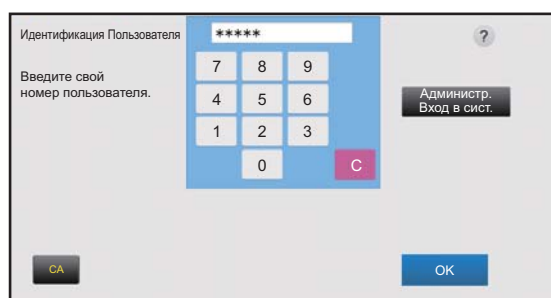 Идентификация Пользователя
*****
?
Введите свой
номер пользователя.
7 8 9
4 5 6
1 2 3
0 C
Администр.
Вход в сист.
CA
OK